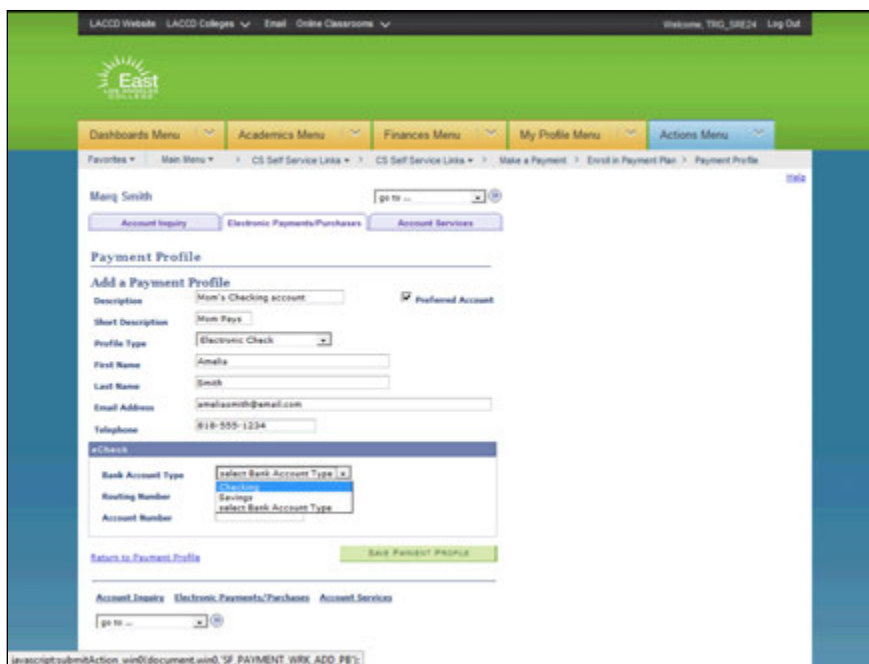 LACCD Website LACCD Colleges Email Online Classrooms Welcome, TRG_SRE24 Log Out
East
LOS ANGELES
COLLEGE
Dashboards Menu Academics Menu Finances Menu My Profile Menu Actions Menu
Favorites Main Menu > CS Self Service Links > CS Self Service Links > Make a Payment > Enroll in Payment Plan > Payment Profile
Help
Marq Smith go to ...
Account Inquiry Electronic Payments/Purchases Account Services
Payment Profile
Add a Payment Profile
Description Mom's Checking account Preferred Account
Short Description Mom Pays
Profile Type Electronic Check
First Name Amelia
Last Name Smith
Email Address ameliasmith@email.com
Telephone 818-555-1234
eCheck
Bank Account Type select Bank Account Type
Checking
Routing Number Savings
select Bank Account Type
Account Number
Return to Payment Profile SAVE PAYMENT PROFILE
Account Inquiry Electronic Payments/Purchases Account Services
go to ...
javascript:submitAction_win0(document.win0,'SF_PAYMENT_WRK_ADD_PB');